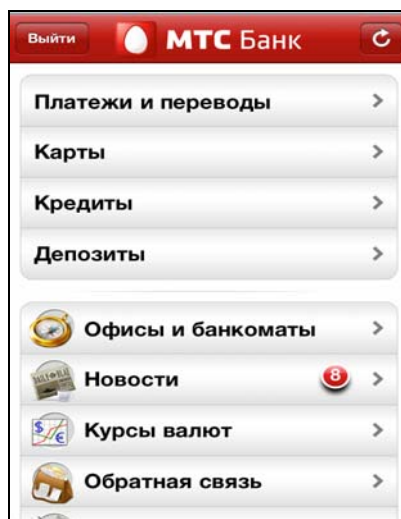 Выйти
МТС Банк
Платежи и переводы
Карты
Кредиты
Депозиты
Офисы и банкоматы
Новости
8
Курсы валют
$
€
Обратная связь